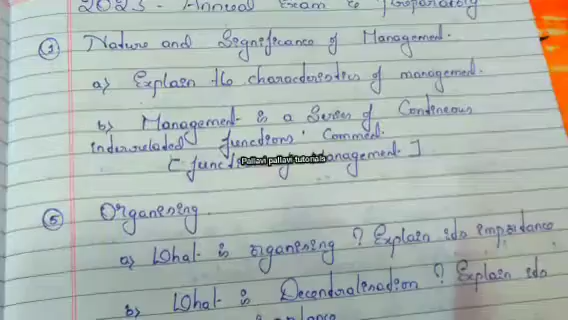 2023 - Annual Exam & Preparatory
① Nature and Significance of Management.
a) Explain the characteristics of management.
b) Management is a Series of Contineous
interrelated functions. Comment.
[ functions of management ]
Pallavi pallavi tutorials
⑤ Organising
a) What is organising ? Explain its importance
b) What is Decentralisation ? Explain its